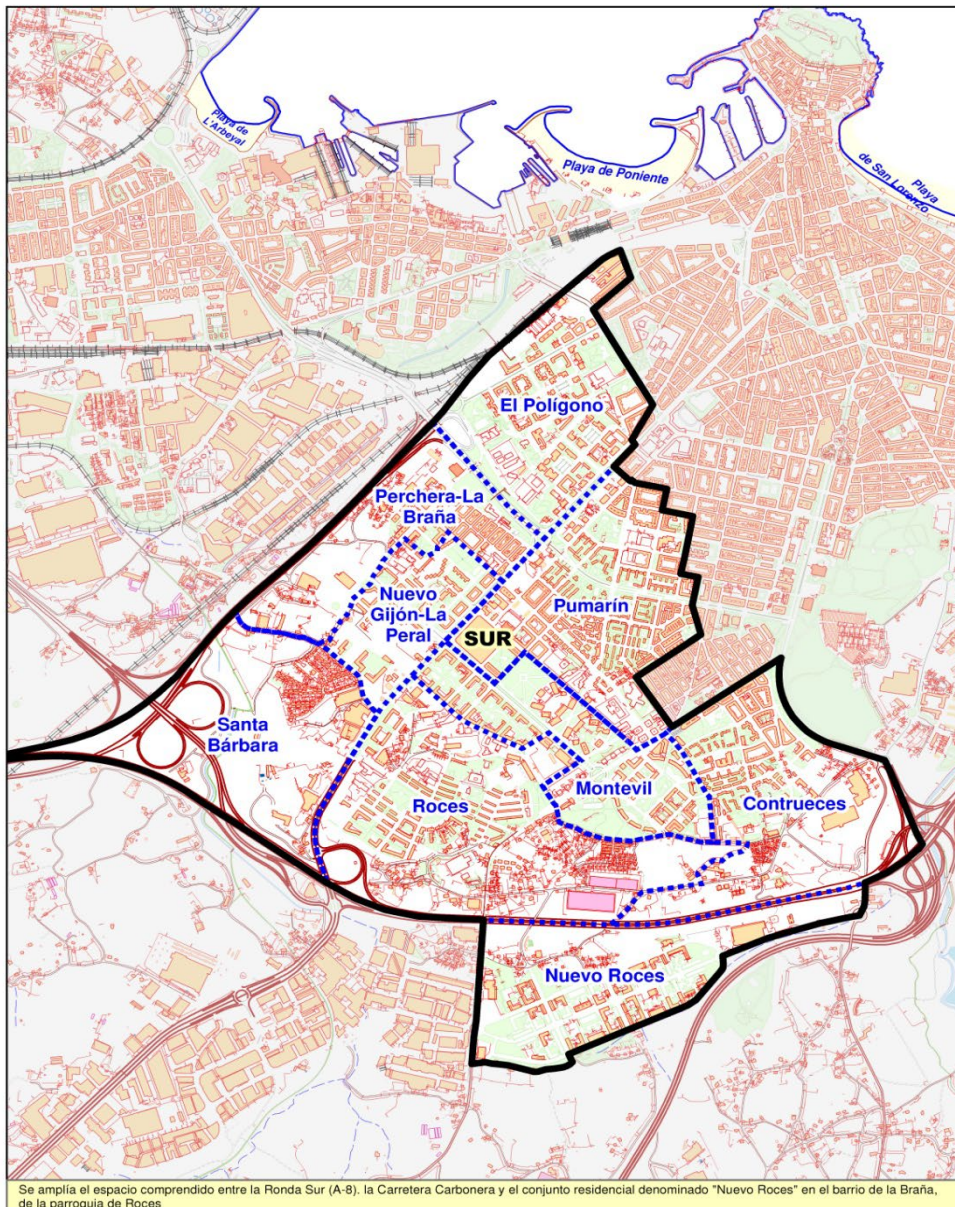 Playa de
L'Arbeyal
Playa de Poniente
Playa
de San Lorenzo
El Polígono
Perchera-La
Braña
Nuevo
Gijón-La
Peral
Pumarín
SUR
Santa
Bárbara
Roces
Montevil
Contrueces
Nuevo Roces
Se amplía el espacio comprendido entre la Ronda Sur (A-8). la Carretera Carbonera y el conjunto residencial denominado "Nuevo Roces" en el barrio de la Braña,
de la parroquia de Roces